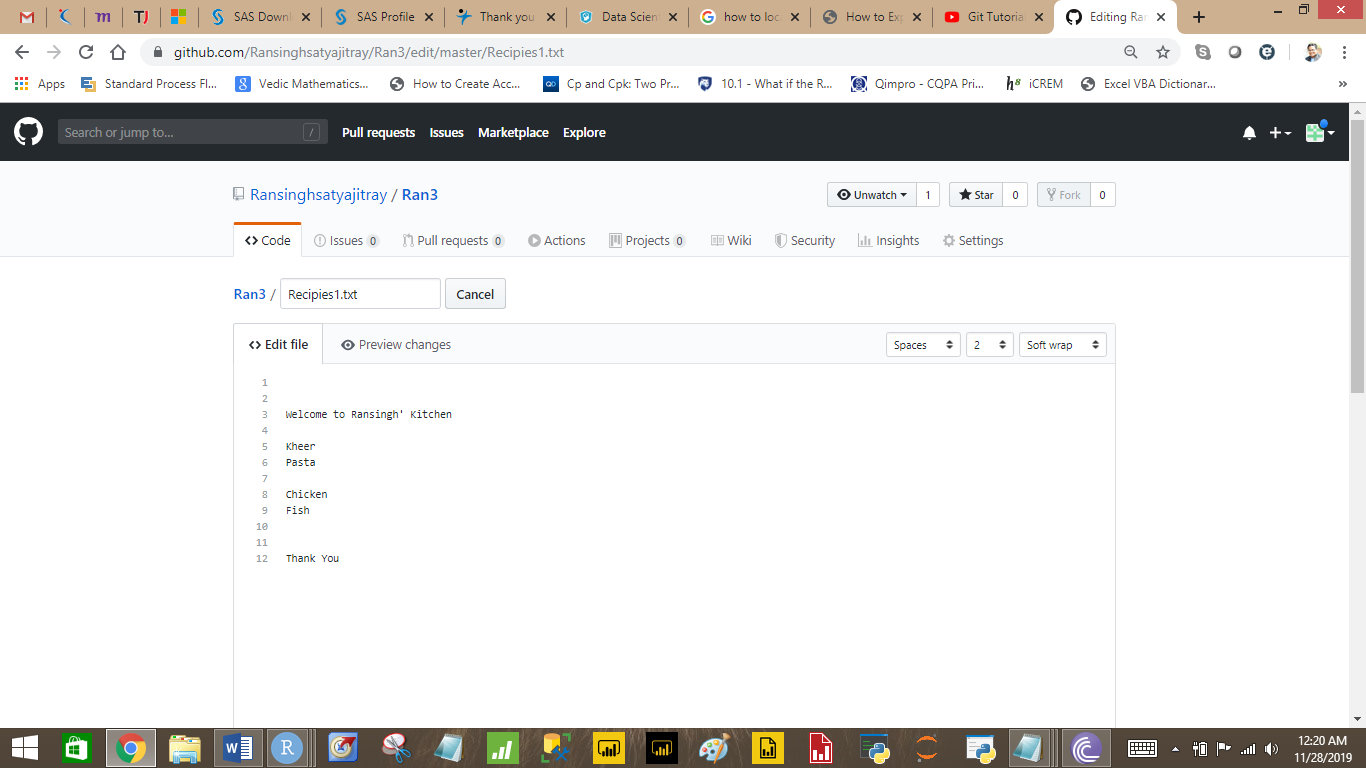 SAS Downl
SAS Profile
Thank you
Data Scien
how to loc
How to Exp
Git Tutoria
Editing Ran
github.com/Ransinghsatyajitray/Ran3/edit/master/Recipies1.txt
Apps
Standard Process Fl...
Vedic Mathematics...
How to Create Acc...
Cp and Cpk: Two Pr...
10.1 - What if the R...
Qimpro - CQPA Pri...
iCREM
Excel VBA Dictionar...
»
Search or jump to...
/
Pull requests
Issues
Marketplace
Explore
Ransinghsatyajitray / Ran3
Unwatch 1
Star 0
Fork 0
Code
Issues 0
Pull requests 0
Actions
Projects 0
Wiki
Security
Insights
Settings
Ran3 / Recipies1.txt Cancel
Edit file
Preview changes
Spaces
2
Soft wrap
1
2
3 Welcome to Ransingh' Kitchen
4
5 Kheer
6 Pasta
7
8 Chicken
9 Fish
10
11
12 Thank You
12:20 AM
11/28/2019